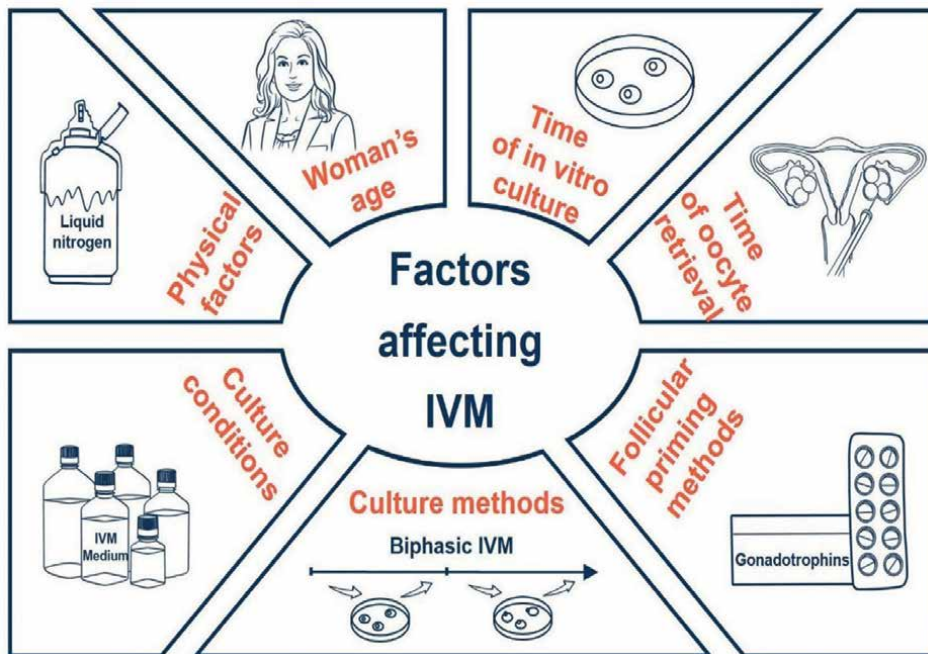 Factors
affecting
IVM
Liquid
nitrogen
Physical
factors
Woman's
age
Time
of in vitro
culture
Time
of oocyte
retrieval
Culture
conditions
IVM
Medium
Culture methods
Biphasic IVM
Follicular
priming
methods
Gonadotrophins